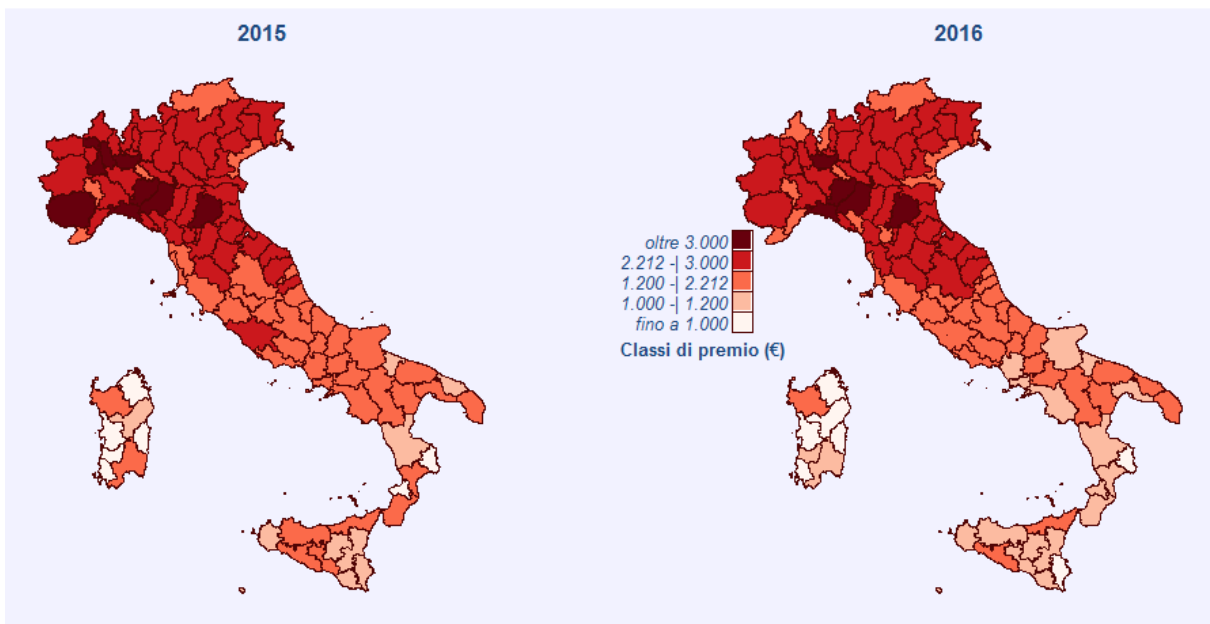 2015
2016
oltre 3.000
2.212 -| 3.000
1.200 -| 2.212
1.000 -| 1.200
fino a 1.000
Classi di premio (€)